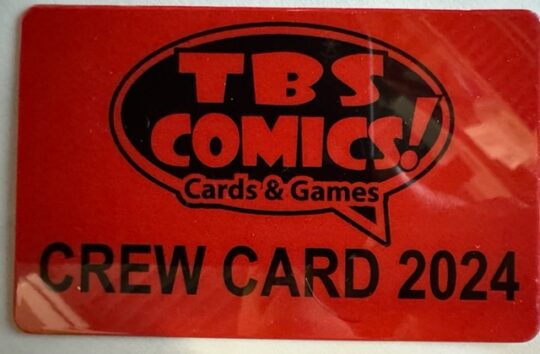 TBS
COMICS!
Cards & Games
CREW CARD 2024